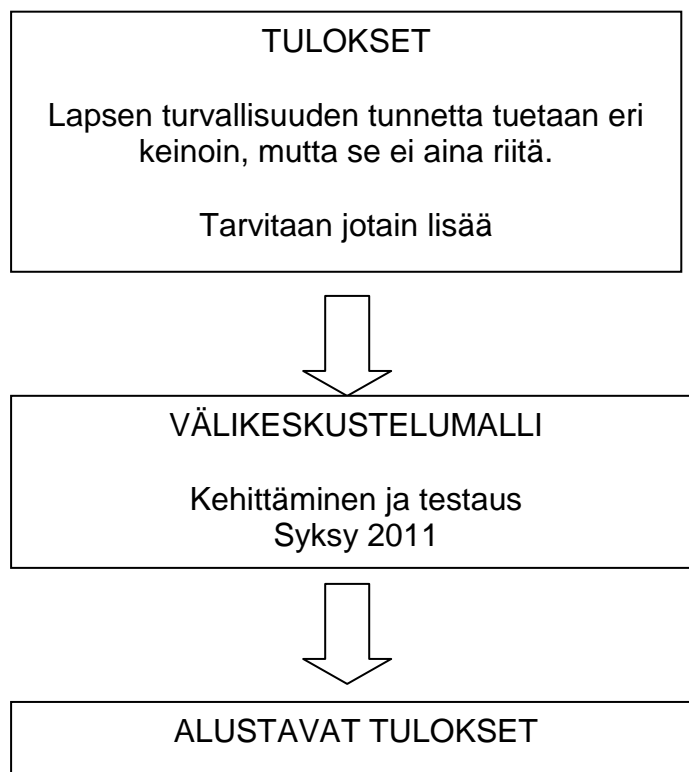 TULOKSET
Lapsen turvallisuuden tunnetta tuetaan eri
keinoin, mutta se ei aina riitä.
Tarvitaan jotain lisää
VÄLIKESKUSTELUMALLI
Kehittäminen ja testaus
Syksy 2011
ALUSTAVAT TULOKSET